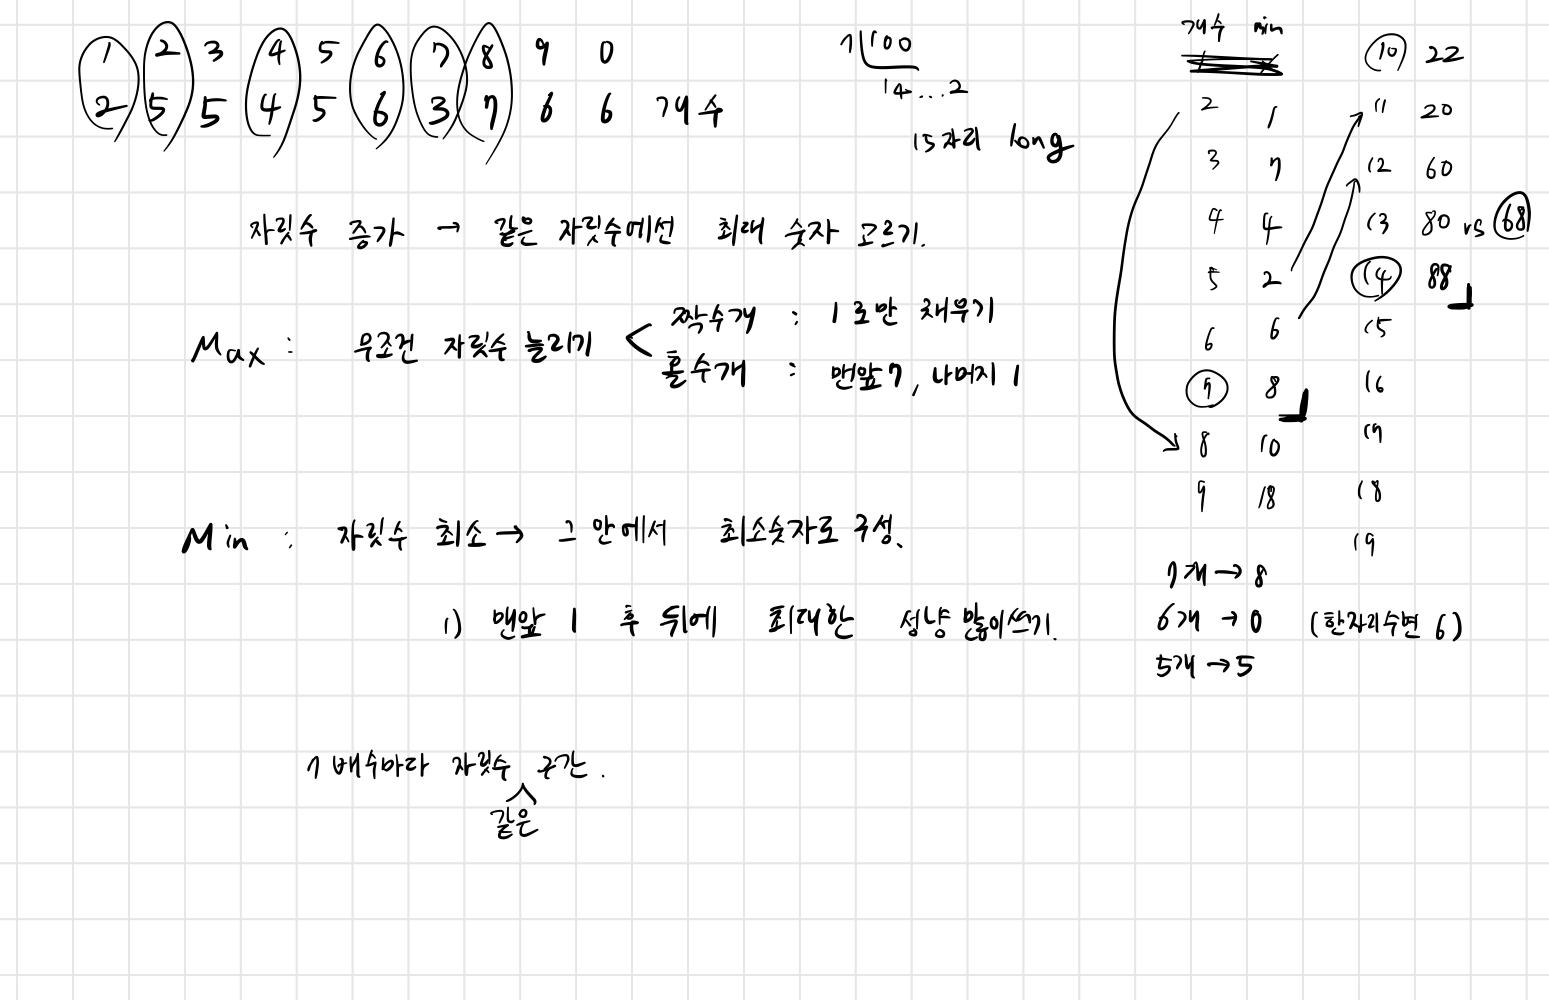 1 2 3 4 5 6 7 8 9 0
2 5 5 4 5 6 3 7 6 6 개수
7 100
14...2
15자리 long
자릿수 증가 → 같은 자릿수에선 최대 숫자 고르기.
Max : 무조건 자릿수 늘리기 < 짝수개 : 1로만 채우기
홀수개 : 맨앞7, 나머지 1
Min : 자릿수 최소 → 그 안에서 최소숫자로 구성.
1) 맨앞 1 후 뒤에 최대한 성냥 많이쓰기.
7배수마다 자릿수 구간.
같은
개수 min
2 1
3 7
4 4
5 2
6 6
7 8
8 10
9 18
10 22
11 20
12 60
13 80 vs 68
14 88
15
16
17
18
19
7개 → 8
6개 → 0 (한자리수면 6)
5개 → 5